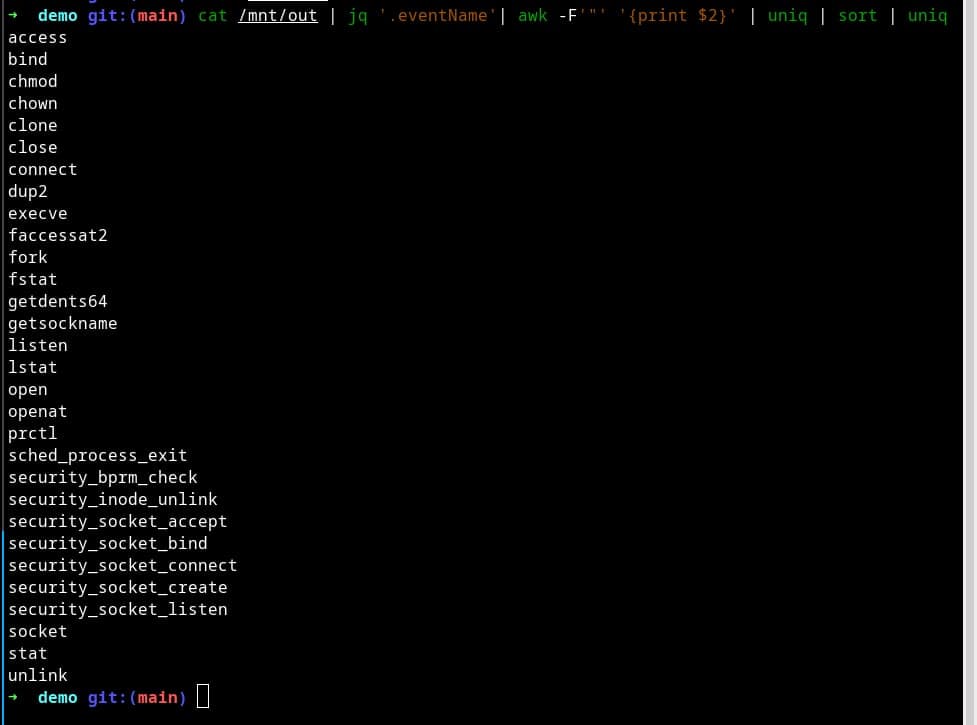 → demo git:(main) cat /mnt/out | jq '.eventName'| awk -F'"' '{print $2}' | uniq | sort | uniq
access
bind
chmod
chown
clone
close
connect
dup2
execve
faccessat2
fork
fstat
getdents64
getsockname
listen
lstat
open
openat
prctl
sched_process_exit
security_bprm_check
security_inode_unlink
security_socket_accept
security_socket_bind
security_socket_connect
security_socket_create
security_socket_listen
socket
stat
unlink
→ demo git:(main)